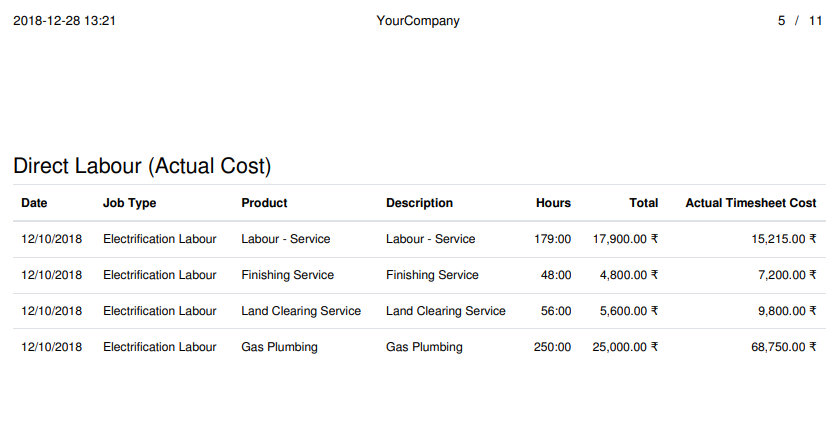 2018-12-28 13:21 YourCompany 5 / 11
Direct Labour (Actual Cost)
Date Job Type Product Description Hours Total Actual Timesheet Cost
12/10/2018 Electrification Labour Labour - Service Labour - Service 179:00 17,900.00 ₹ 15,215.00 ₹
12/10/2018 Electrification Labour Finishing Service Finishing Service 48:00 4,800.00 ₹ 7,200.00 ₹
12/10/2018 Electrification Labour Land Clearing Service Land Clearing Service 56:00 5,600.00 ₹ 9,800.00 ₹
12/10/2018 Electrification Labour Gas Plumbing Gas Plumbing 250:00 25,000.00 ₹ 68,750.00 ₹